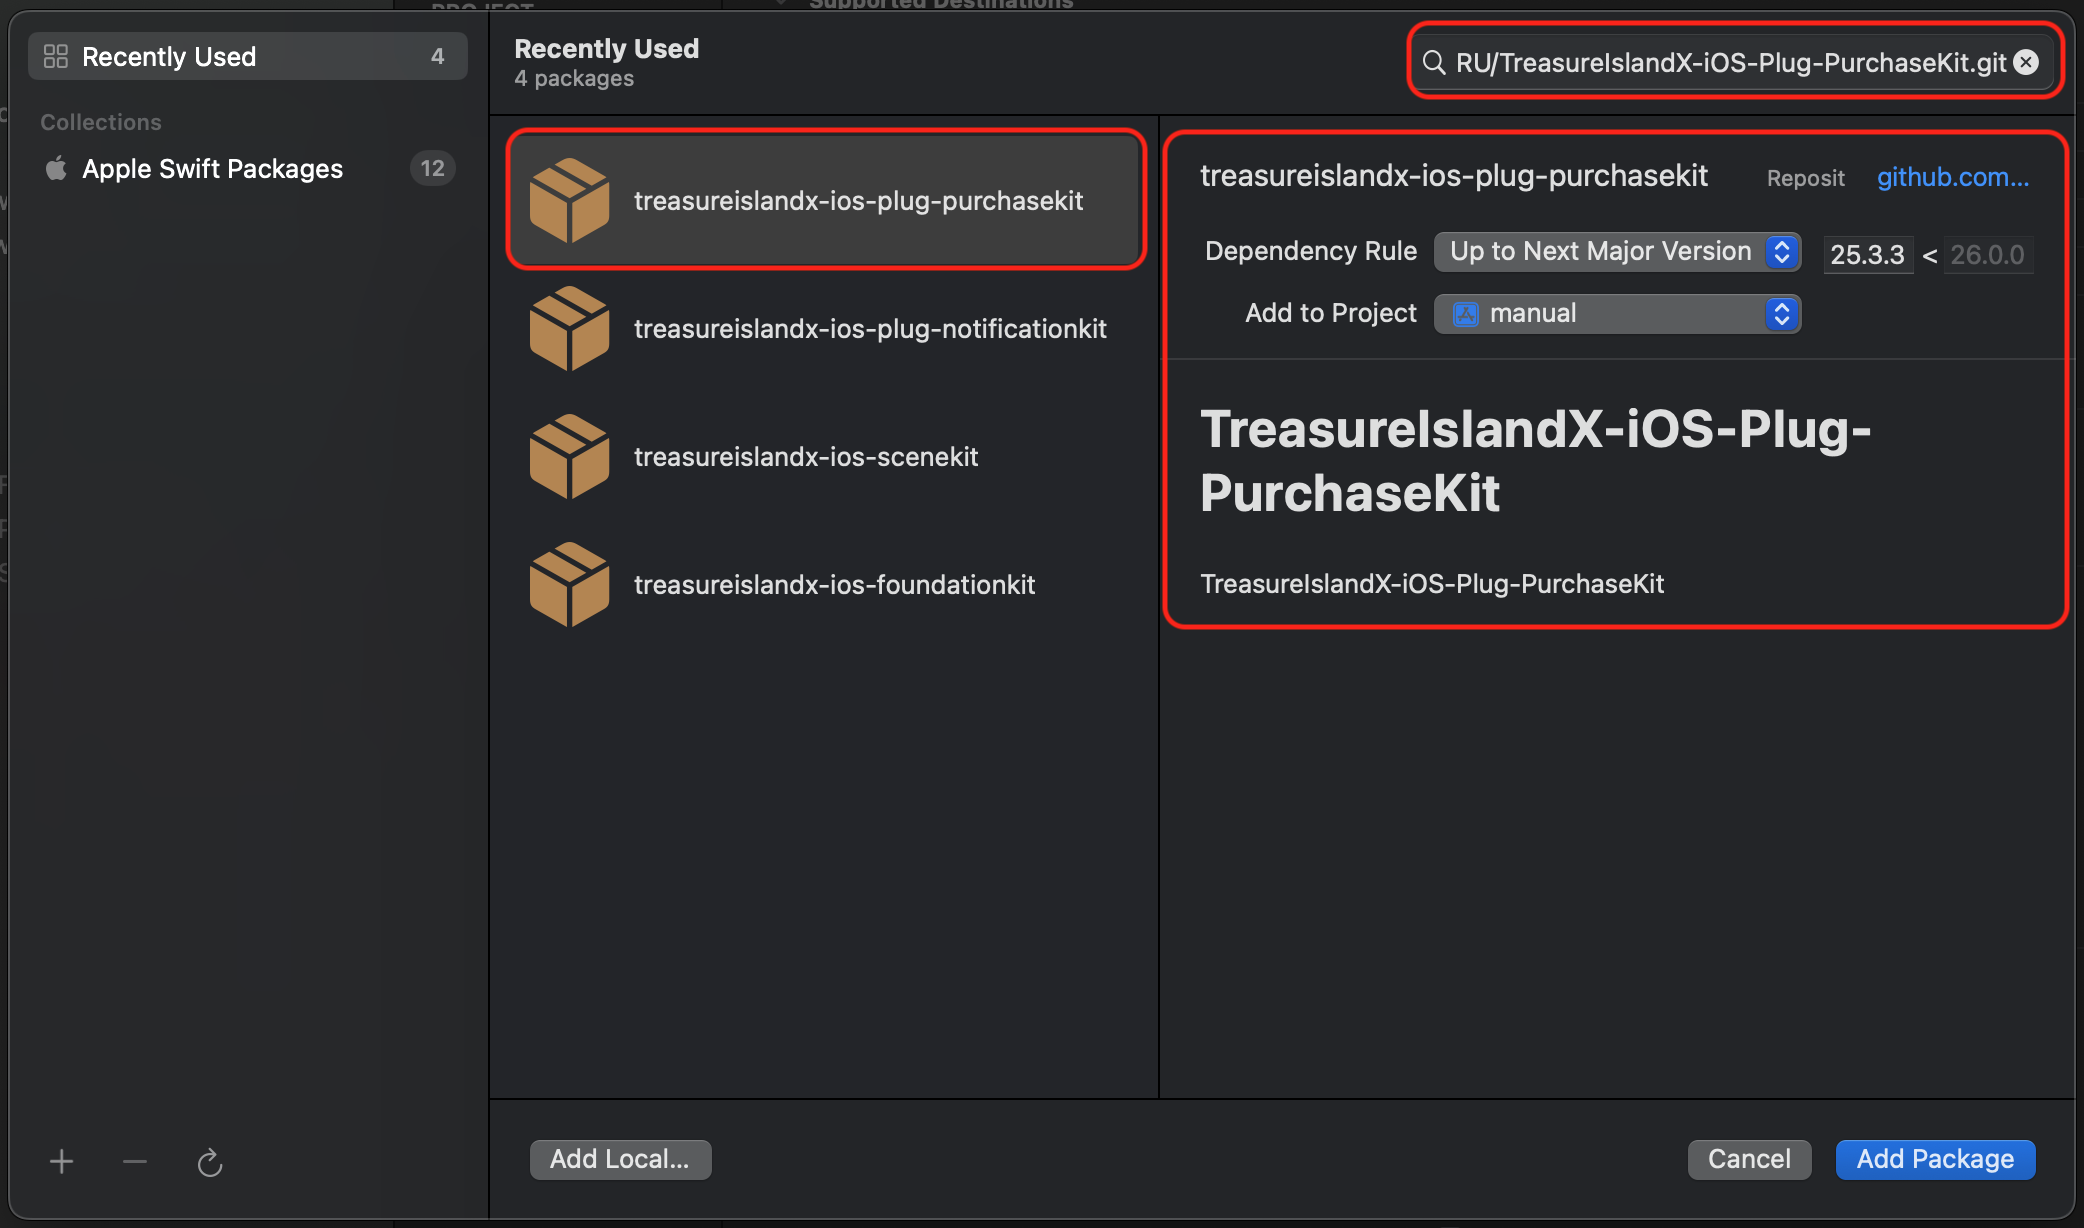 PROJECT
Supported Destinations
Recently Used 4
Collections
Apple Swift Packages 12
Recently Used
4 packages
RU/TreasureIslandX-iOS-Plug-PurchaseKit.git
treasureislandx-ios-plug-purchasekit
treasureislandx-ios-plug-notificationkit
treasureislandx-ios-scenekit
treasureislandx-ios-foundationkit
treasureislandx-ios-plug-purchasekit Reposit github.com...
Dependency Rule Up to Next Major Version 25.3.3 < 26.0.0
Add to Project manual
TreasureIslandX-iOS-Plug-
PurchaseKit
TreasureIslandX-iOS-Plug-PurchaseKit
Add Local...
Cancel
Add Package